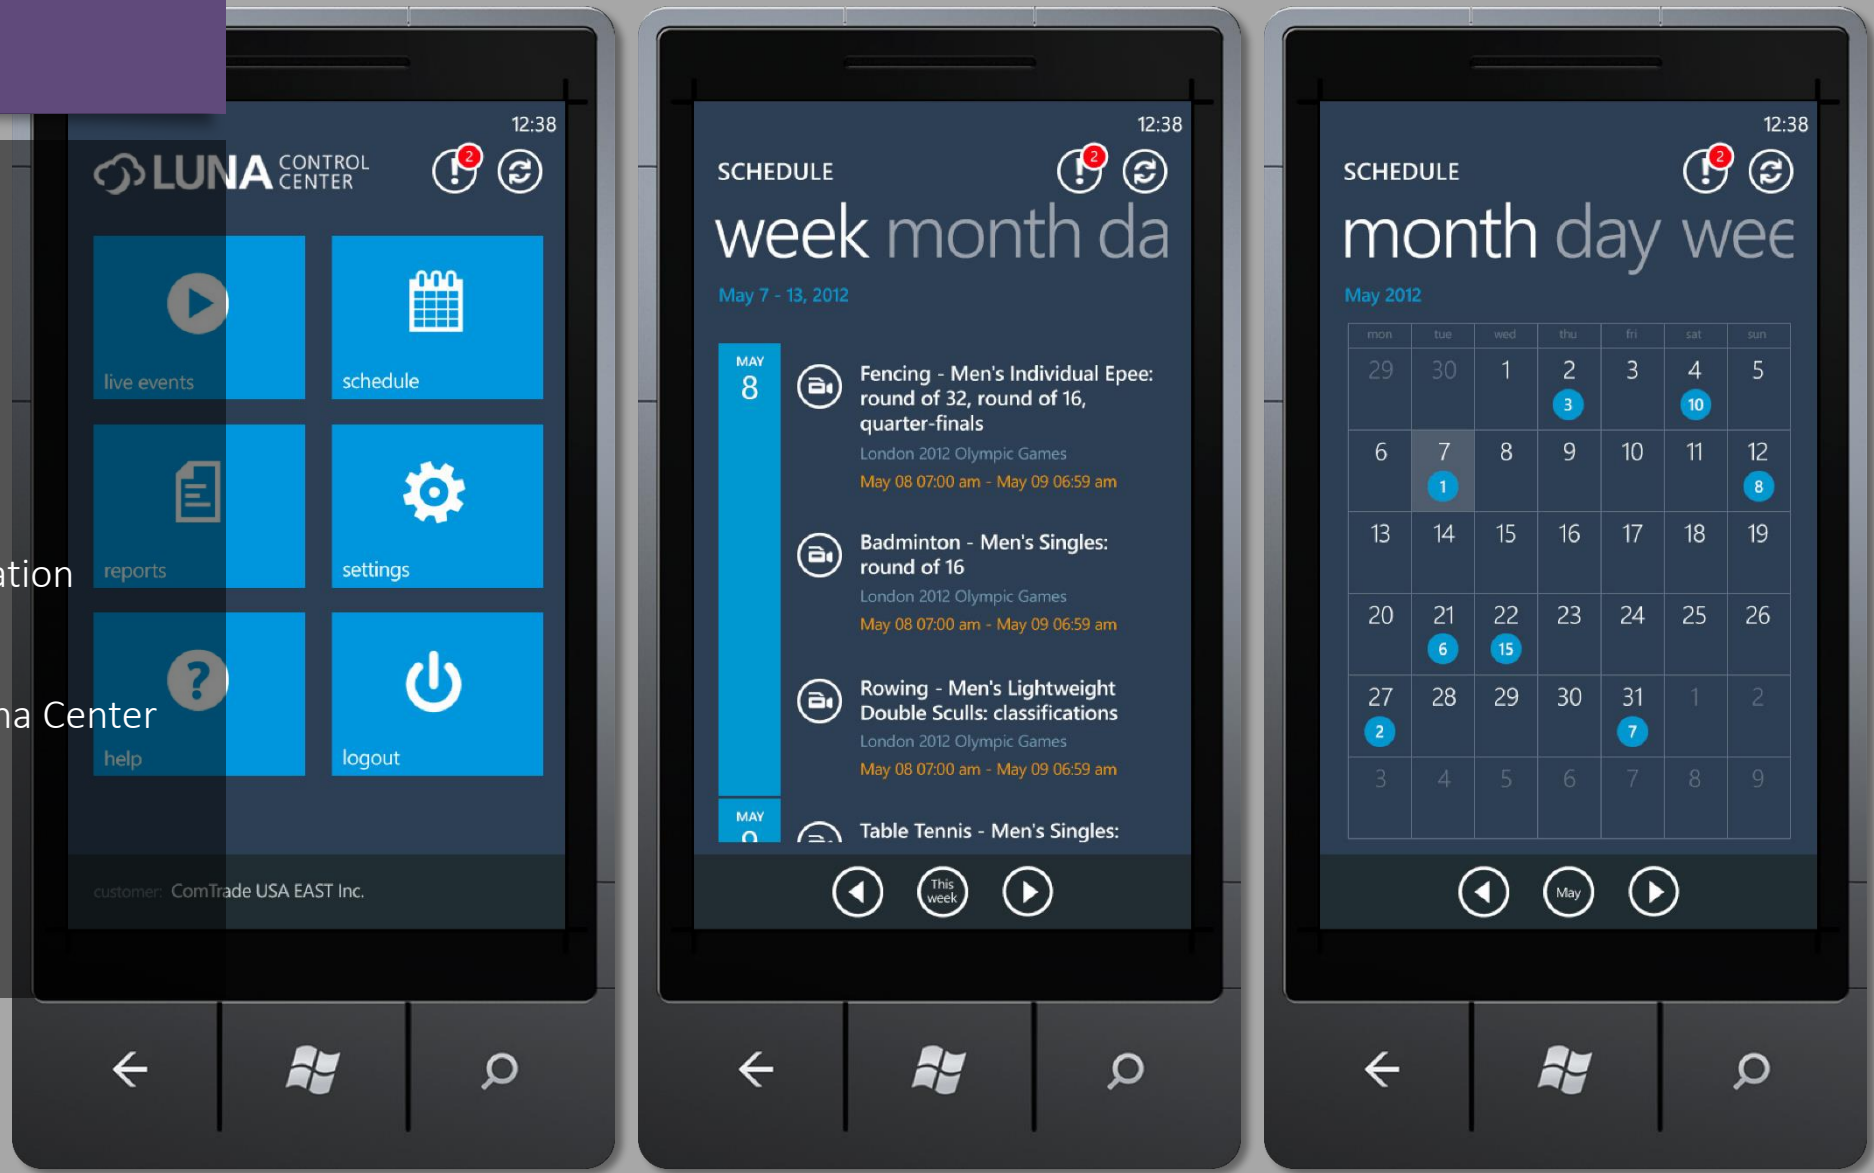 ation
na Center
12:38
2
LUNA CONTROL
CENTER
live events
schedule
reports
settings
help
logout
customer: ComTrade USA EAST Inc.
12:38
SCHEDULE
2
week month da
May 7 - 13, 2012
MAY
8
Fencing - Men's Individual Epee:
round of 32, round of 16,
quarter-finals
London 2012 Olympic Games
May 08 07:00 am - May 09 06:59 am
Badminton - Men's Singles:
round of 16
London 2012 Olympic Games
May 08 07:00 am - May 09 06:59 am
Rowing - Men's Lightweight
Double Sculls: classifications
London 2012 Olympic Games
May 08 07:00 am - May 09 06:59 am
MAY
9
Table Tennis - Men's Singles:
This
week
12:38
SCHEDULE
2
month day wee
May 2012
mon tue wed thu fri sat sun
29 30 1 2 3 4 5
3 10
6 7 8 9 10 11 12
1 8
13 14 15 16 17 18 19
20 21 22 23 24 25 26
6 15
27 28 29 30 31 1 2
2 7
3 4 5 6 7 8 9
May